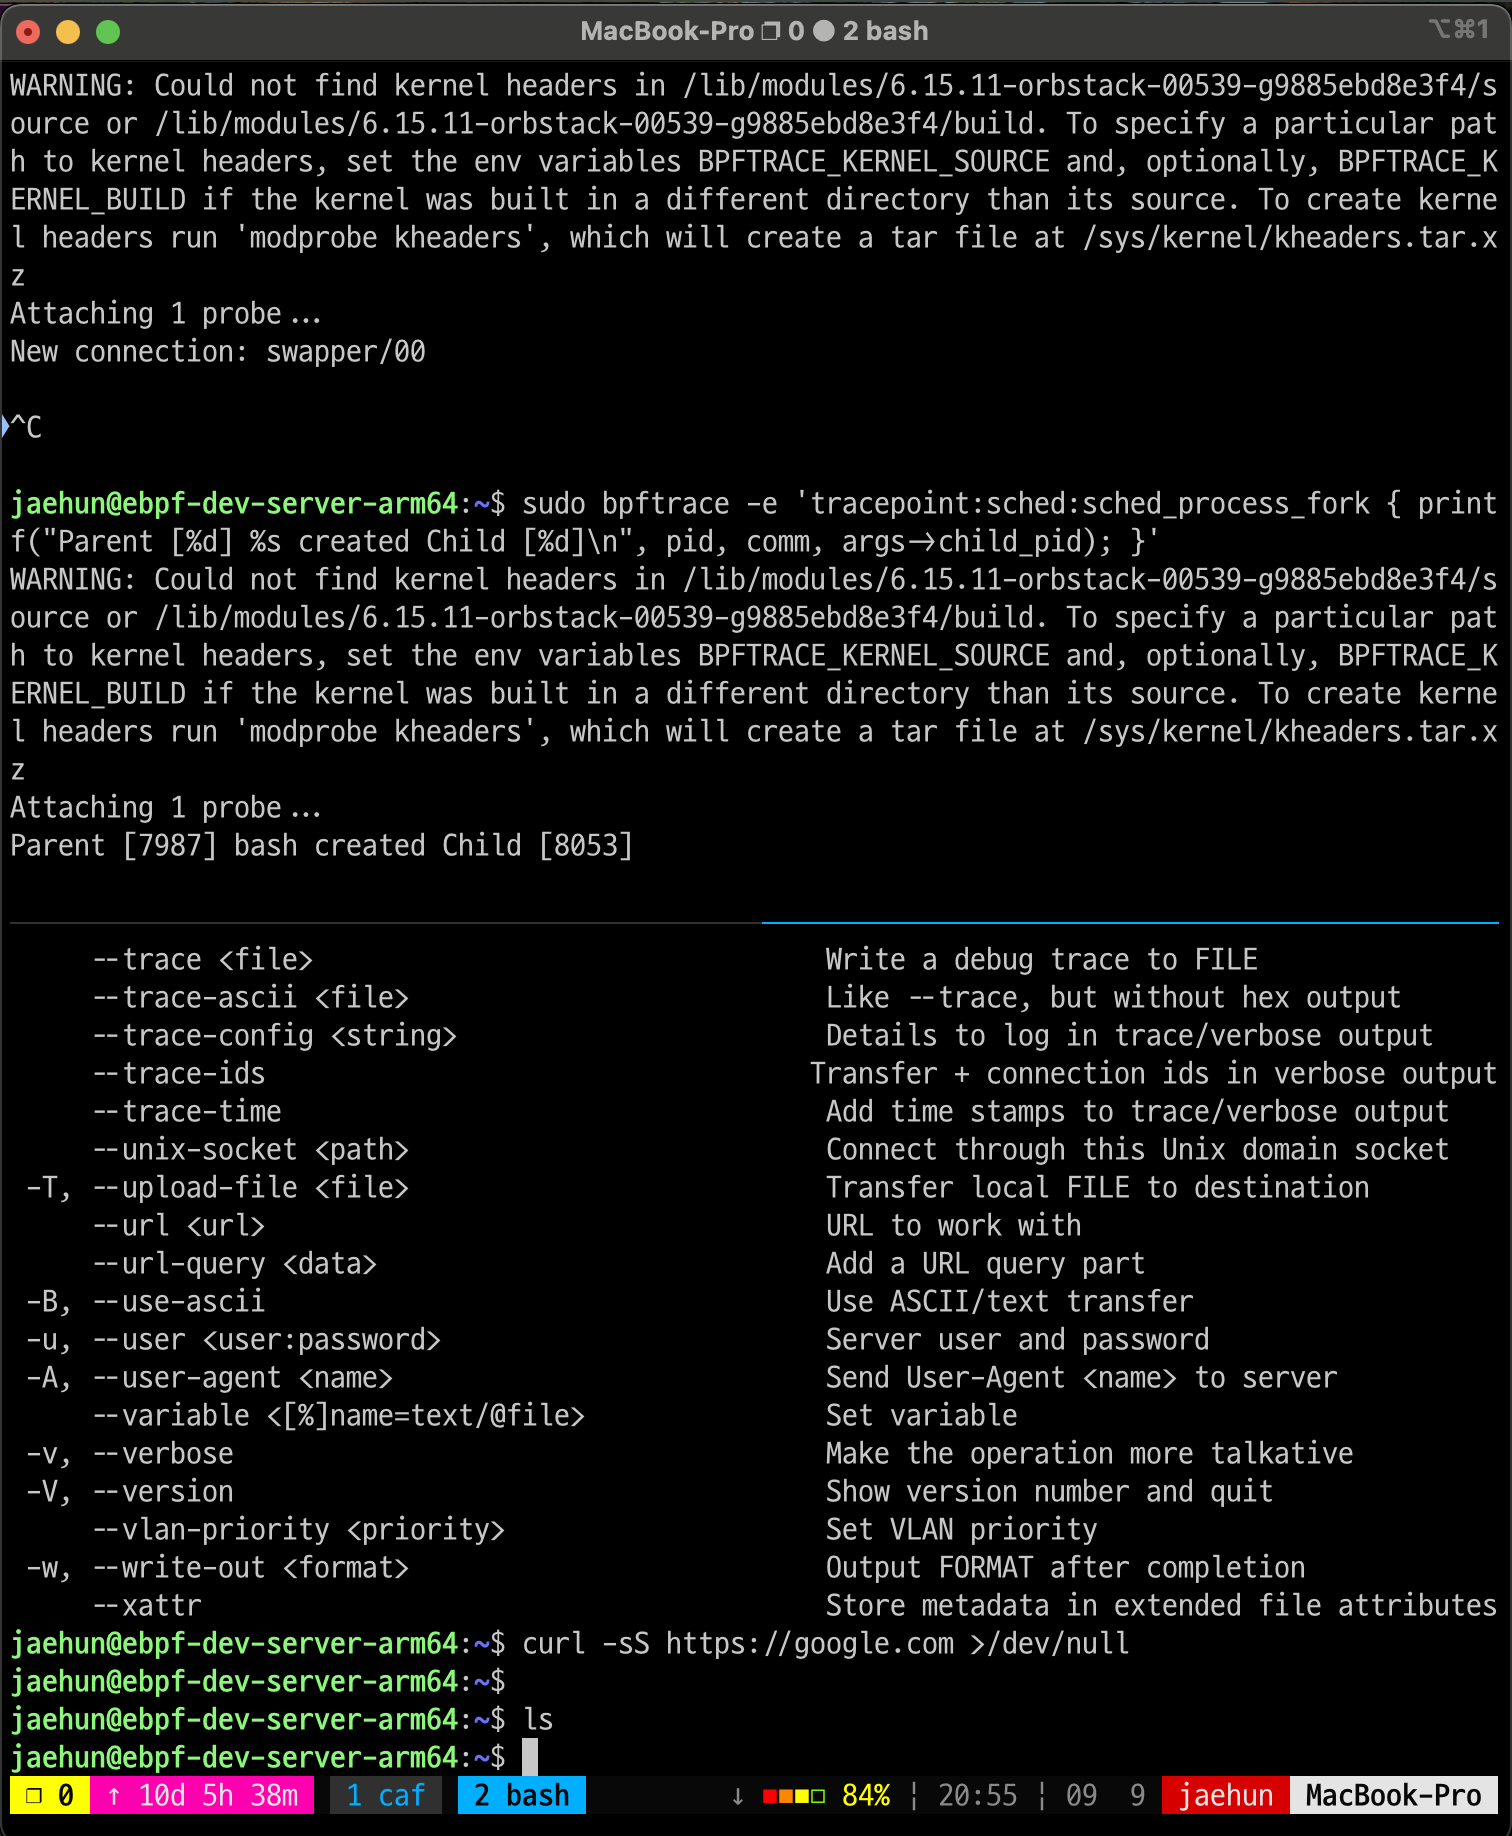 MacBook-Pro ❐ 0 ● 2 bash
⌥⌘1
WARNING: Could not find kernel headers in /lib/modules/6.15.11-orbstack-00539-g9885ebd8e3f4/s
ource or /lib/modules/6.15.11-orbstack-00539-g9885ebd8e3f4/build. To specify a particular pat
h to kernel headers, set the env variables BPFTRACE_KERNEL_SOURCE and, optionally, BPFTRACE_K
ERNEL_BUILD if the kernel was built in a different directory than its source. To create kerne
l headers run 'modprobe kheaders', which will create a tar file at /sys/kernel/kheaders.tar.x
z
Attaching 1 probe...
New connection: swapper/00
^C
jaehun@ebpf-dev-server-arm64:~$ sudo bpftrace -e 'tracepoint:sched:sched_process_fork { print
f("Parent [%d] %s created Child [%d]\n", pid, comm, args->child_pid); }'
WARNING: Could not find kernel headers in /lib/modules/6.15.11-orbstack-00539-g9885ebd8e3f4/s
ource or /lib/modules/6.15.11-orbstack-00539-g9885ebd8e3f4/build. To specify a particular pat
h to kernel headers, set the env variables BPFTRACE_KERNEL_SOURCE and, optionally, BPFTRACE_K
ERNEL_BUILD if the kernel was built in a different directory than its source. To create kerne
l headers run 'modprobe kheaders', which will create a tar file at /sys/kernel/kheaders.tar.x
z
Attaching 1 probe...
Parent [7987] bash created Child [8053]
--trace <file> Write a debug trace to FILE
--trace-ascii <file> Like --trace, but without hex output
--trace-config <string> Details to log in trace/verbose output
--trace-ids Transfer + connection ids in verbose output
--trace-time Add time stamps to trace/verbose output
--unix-socket <path> Connect through this Unix domain socket
-T, --upload-file <file> Transfer local FILE to destination
--url <url> URL to work with
--url-query <data> Add a URL query part
-B, --use-ascii Use ASCII/text transfer
-u, --user <user:password> Server user and password
-A, --user-agent <name> Send User-Agent <name> to server
--variable <[%]name=text/@file> Set variable
-v, --verbose Make the operation more talkative
-V, --version Show version number and quit
--vlan-priority <priority> Set VLAN priority
-w, --write-out <format> Output FORMAT after completion
--xattr Store metadata in extended file attributes
jaehun@ebpf-dev-server-arm64:~$ curl -sS https://google.com >/dev/null
jaehun@ebpf-dev-server-arm64:~$
jaehun@ebpf-dev-server-arm64:~$ ls
jaehun@ebpf-dev-server-arm64:~$
❐ 0 ↑ 10d 5h 38m 1 caf 2 bash ↓ 84% ¦ 20:55 ¦ 09 9 jaehun MacBook-Pro